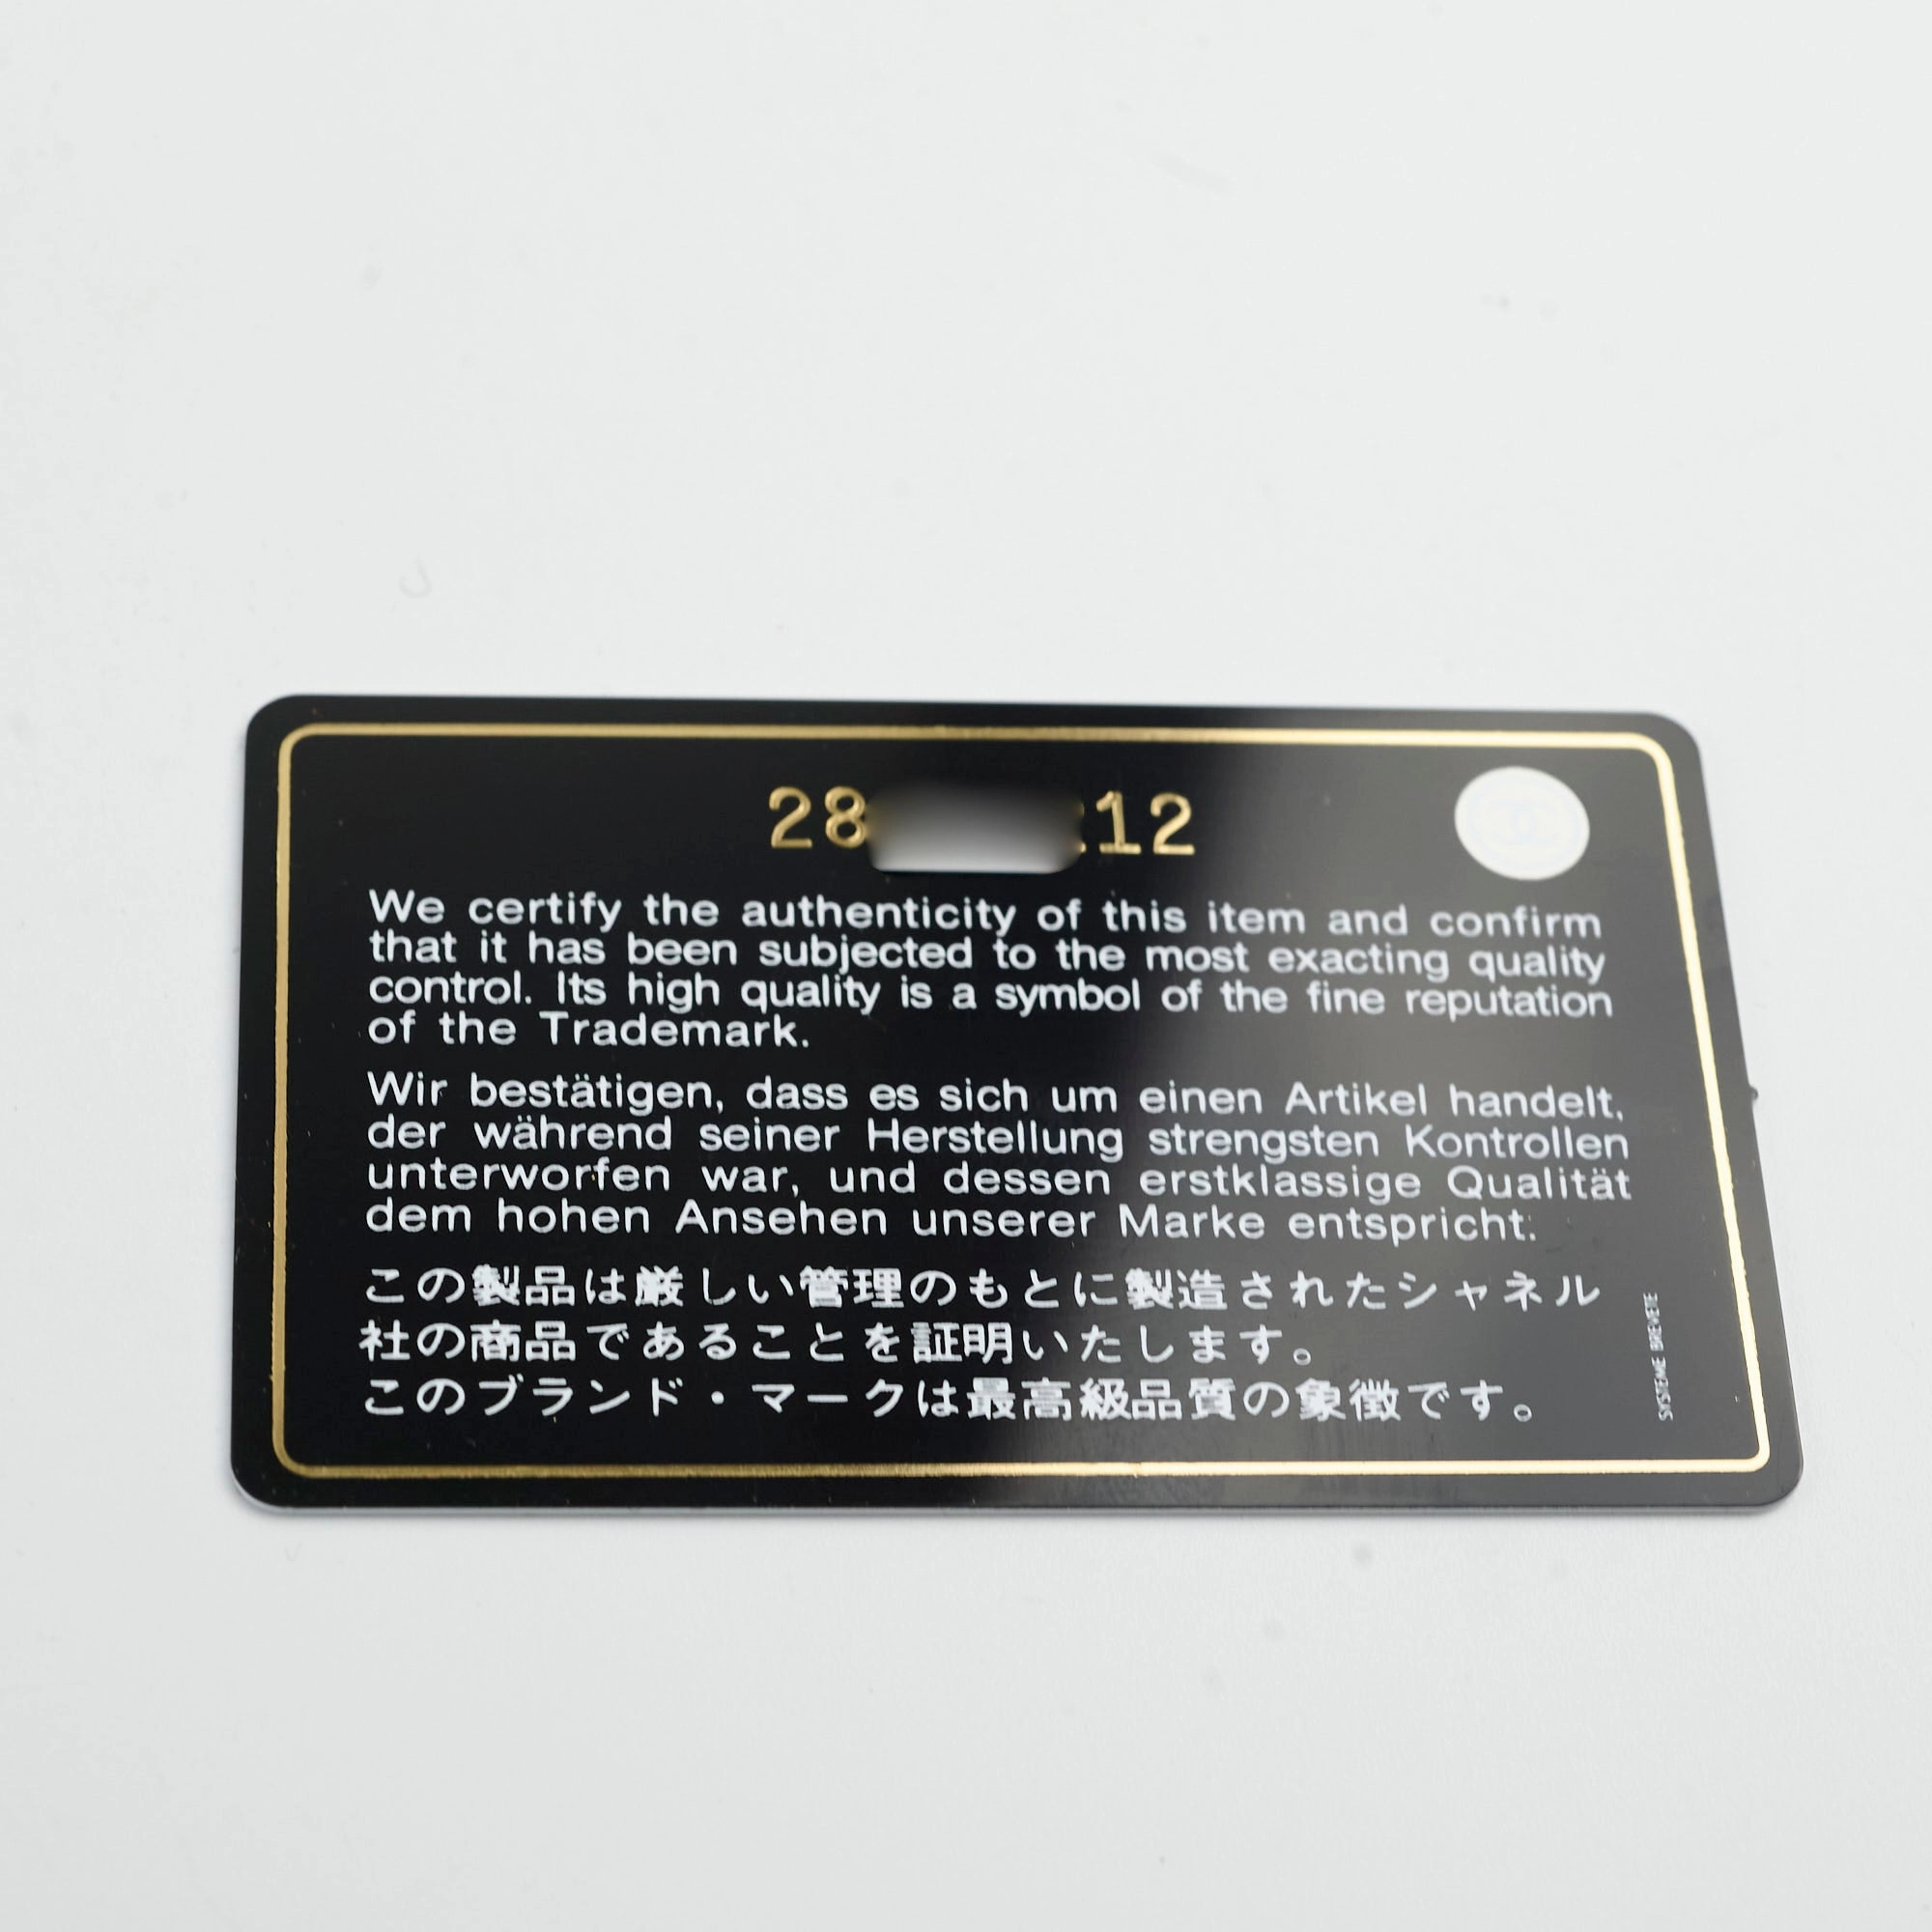 28 12
We certify the authenticity of this item and confirm
that it has been subjected to the most exacting quality
control. Its high quality is a symbol of the fine reputation
of the Trademark.
Wir bestätigen, dass es sich um einen Artikel handelt,
der während seiner Herstellung strengsten Kontrollen
unterworfen war, und dessen erstklassige Qualität
dem hohen Ansehen unserer Marke entspricht.
この製品は厳しい管理のもとに製造されたシャネル
社の商品であることを証明いたします。
このブランド・マークは最高級品質の象徴です。
SYSTEME BREVETE